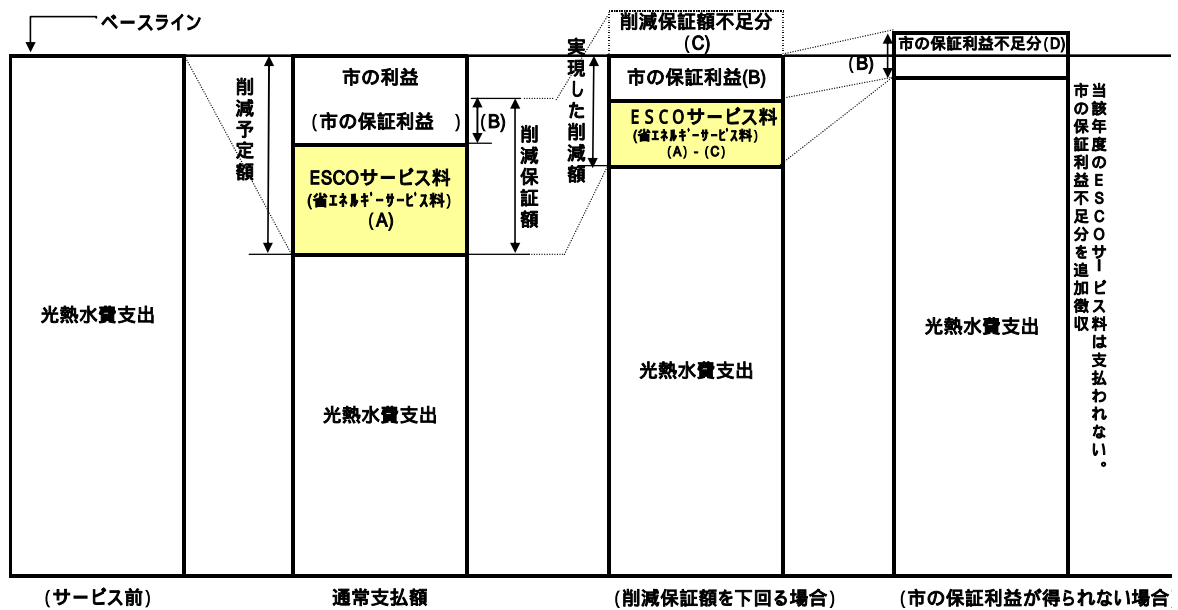 ベースライン
光熱水費支出
(サービス前)
削減予定額
市の利益
(市の保証利益　)
(B)
ESCOサービス料
(省エネルギーサービス料)
(A)
削減保証額
光熱水費支出
通常支払額
実現した削減額
削減保証額不足分
(C)
市の保証利益(B)
ESCOサービス料
(省エネルギーサービス料)
(A) - (C)
光熱水費支出
(削減保証額を下回る場合)
市の保証利益不足分(D)
(B)
光熱水費支出
(市の保証利益が得られない場合)
当該年度のESCOサービス料は支払われない。
市の保証利益不足分を追加徴収